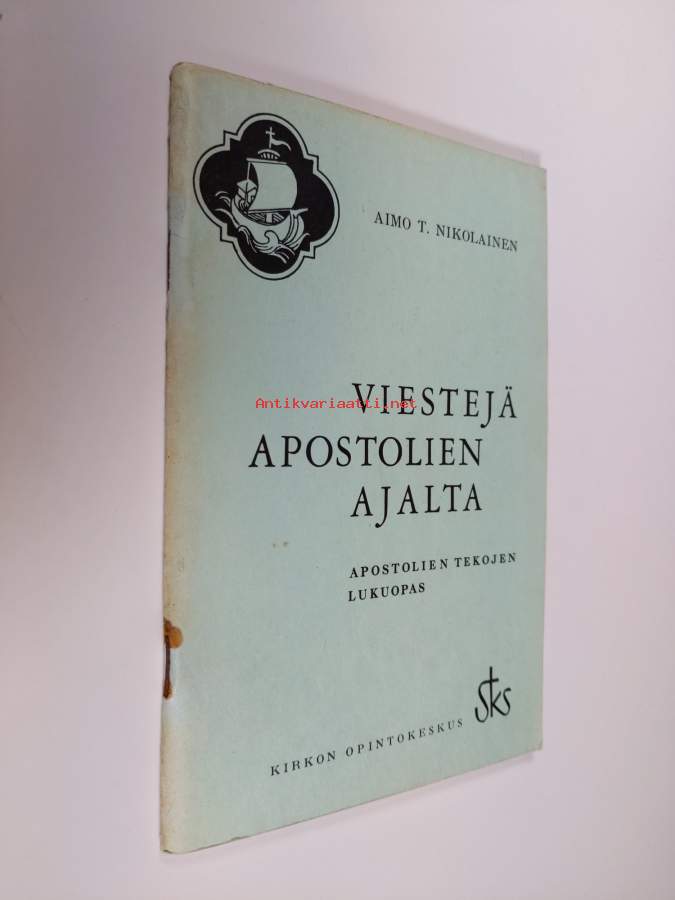 AIMO T. NIKOLAINEN
VIESTEJÄ
Antikvariaatti.net
APOSTOLIEN
AJALTA
APOSTOLIEN TEKOJEN
LUKUOPAS
sks
KIRKON OPINTOKESKUS